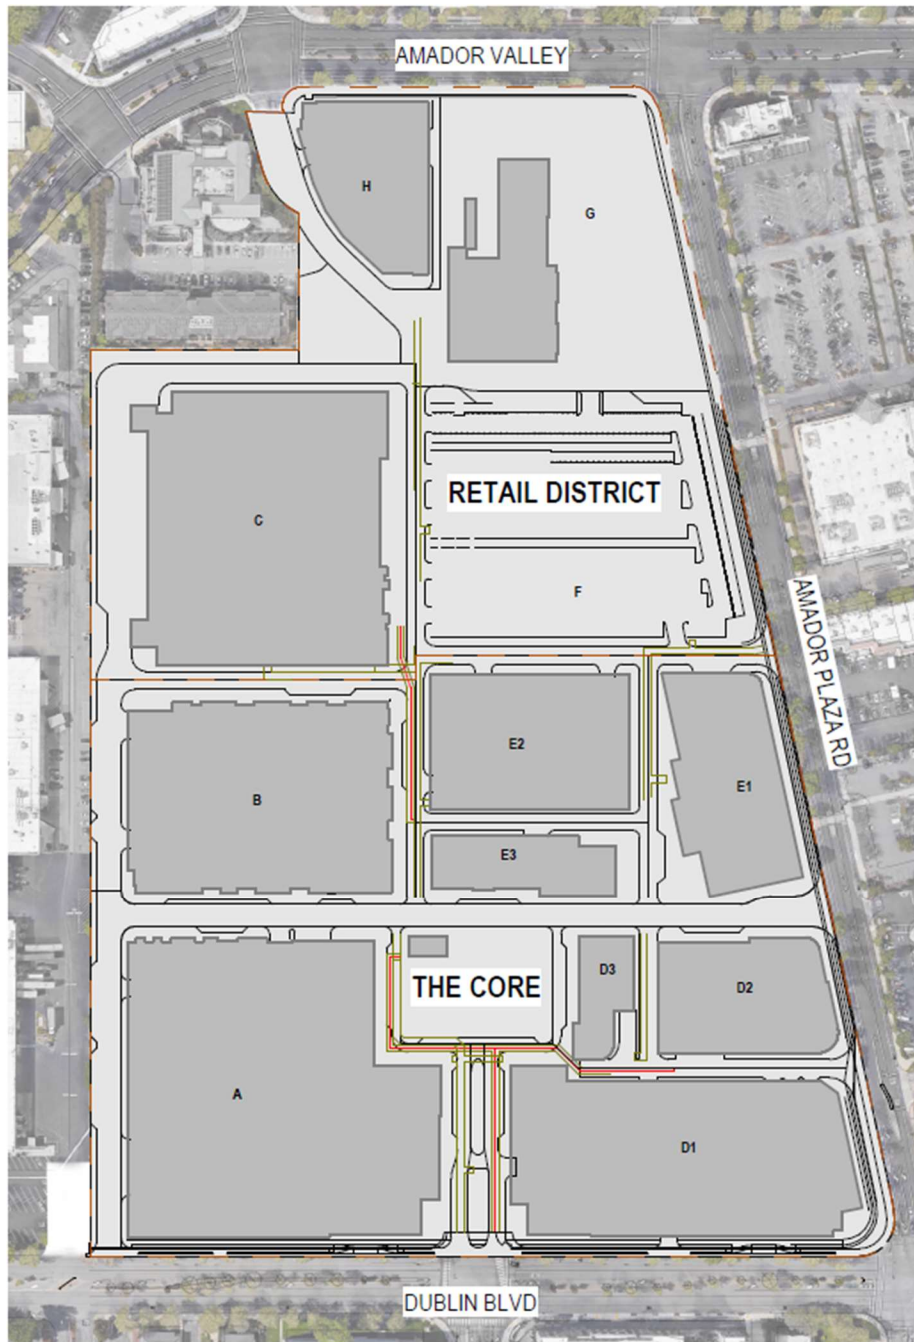 AMADOR VALLEY
H
G
C
RETAIL DISTRICT
F
AMADOR PLAZA RD
E2
E1
B
E3
D3
THE CORE
D2
A
D1
DUBLIN BLVD